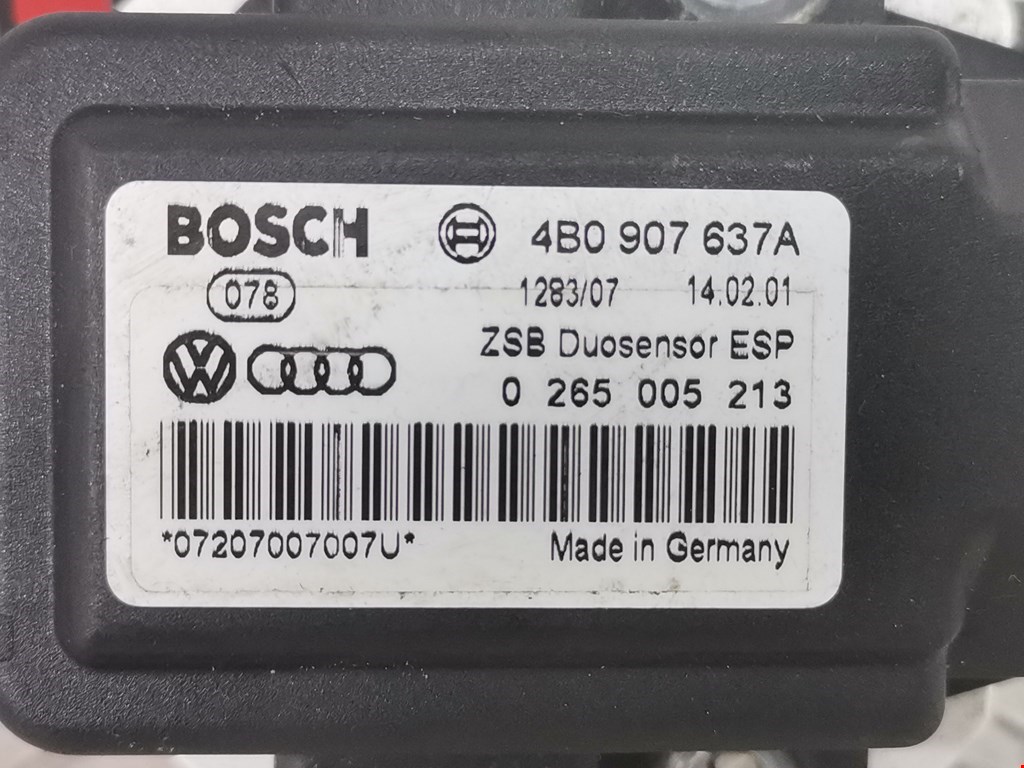 BOSCH 4B0 907 637A
078 1283/07 14.02.01
ZSB Duosensor ESP
0 265 005 213
*07207007007U* Made in Germany